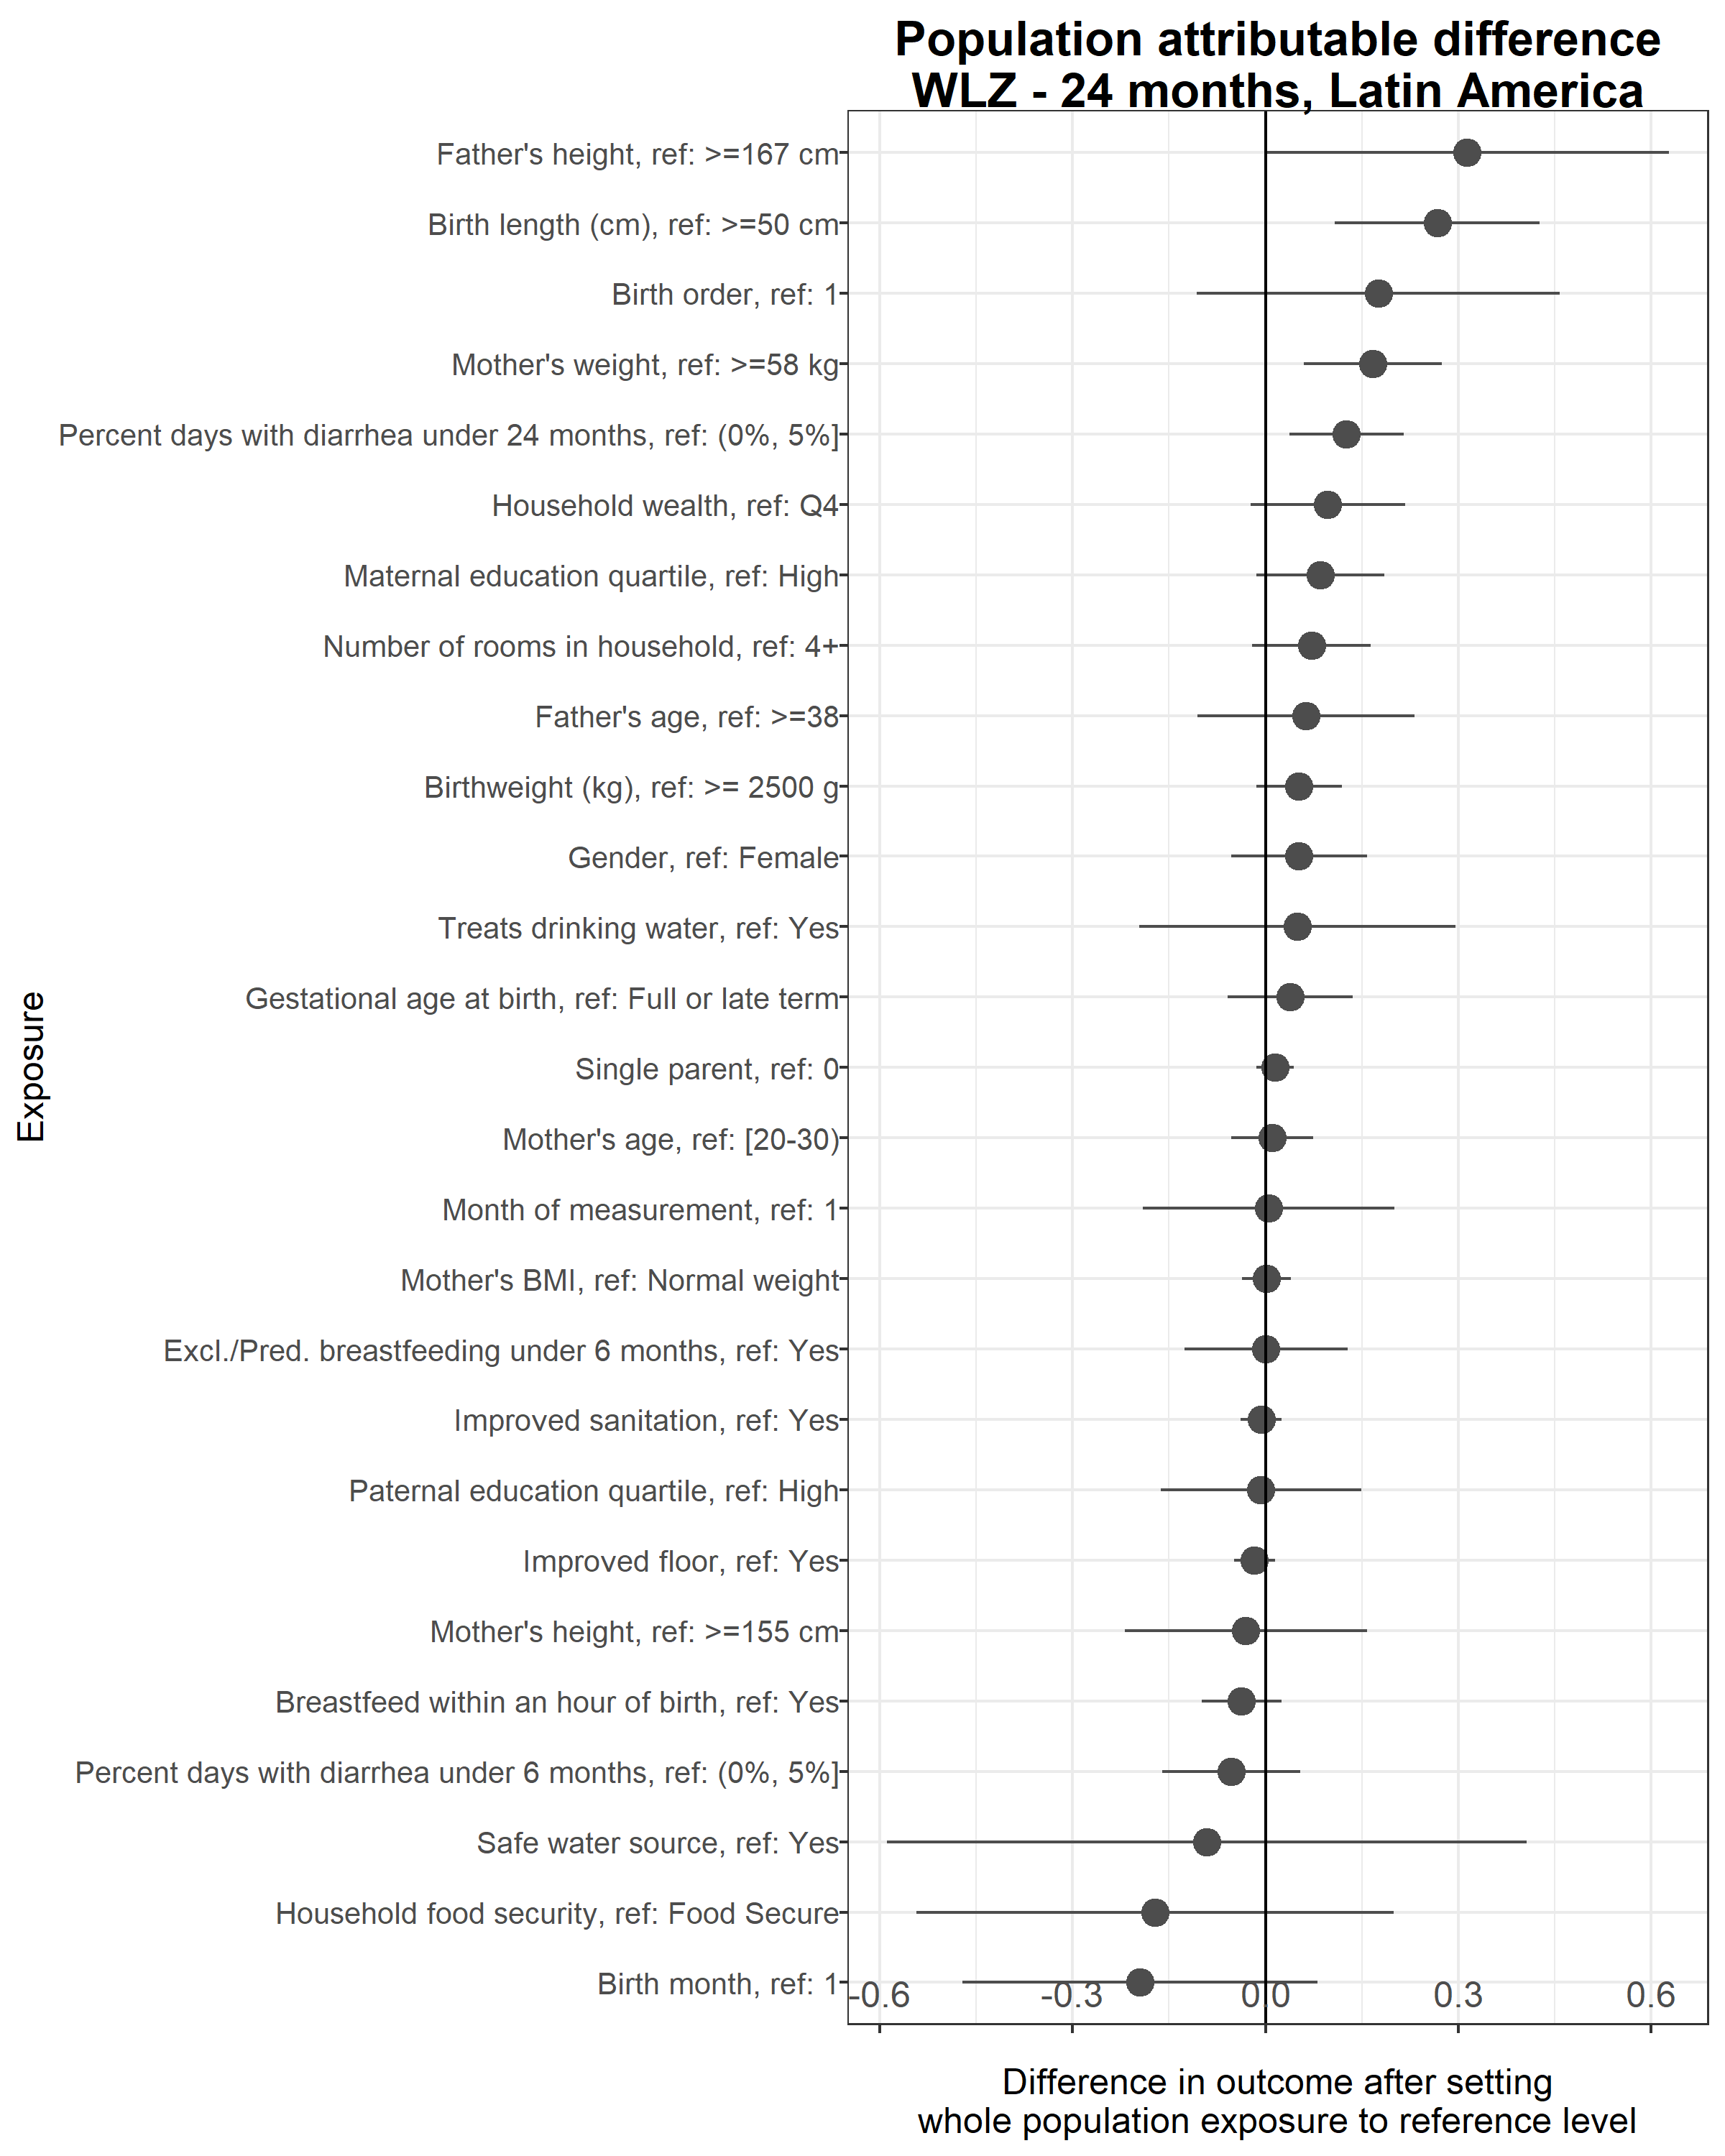 Population attributable difference
WLZ - 24 months, Latin America
Father's height, ref: >=167 cm
Birth length (cm), ref: >=50 cm
Birth order, ref: 1
Mother's weight, ref: >=58 kg
Percent days with diarrhea under 24 months, ref: (0%, 5%]
Household wealth, ref: Q4
Maternal education quartile, ref: High
Number of rooms in household, ref: 4+
Father's age, ref: >=38
Birthweight (kg), ref: >= 2500 g
Gender, ref: Female
Treats drinking water, ref: Yes
Gestational age at birth, ref: Full or late term
Single parent, ref: 0
Mother's age, ref: [20-30)
Month of measurement, ref: 1
Mother's BMI, ref: Normal weight
Excl./Pred. breastfeeding under 6 months, ref: Yes
Improved sanitation, ref: Yes
Paternal education quartile, ref: High
Improved floor, ref: Yes
Mother's height, ref: >=155 cm
Breastfeed within an hour of birth, ref: Yes
Percent days with diarrhea under 6 months, ref: (0%, 5%]
Safe water source, ref: Yes
Household food security, ref: Food Secure
Birth month, ref: 1
Exposure
-0.6 -0.3 0.0 0.3 0.6
Difference in outcome after setting
whole population exposure to reference level